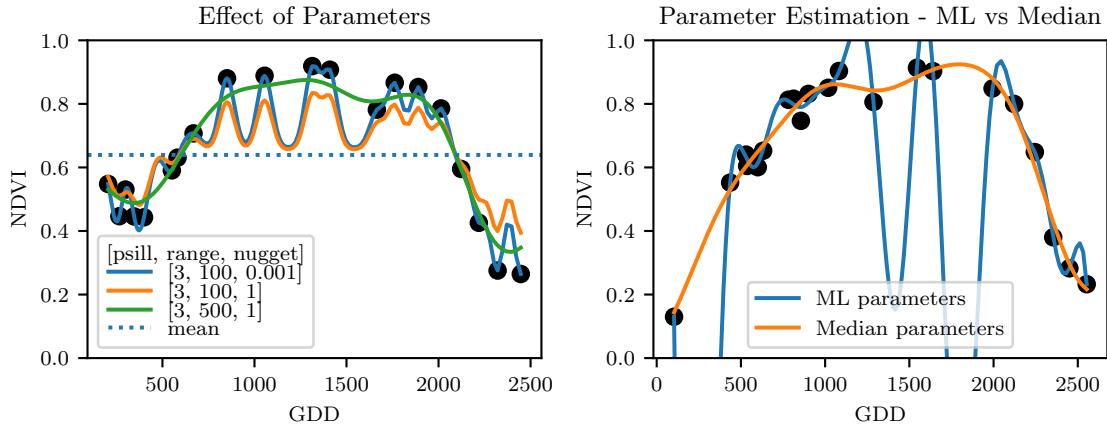 Effect of Parameters
NDVI
1.0
0.8
0.6
0.4
0.2
0.0
[psill, range, nugget]
[3, 100, 0.001]
[3, 100, 1]
[3, 500, 1]
mean
500
1000
1500
2000
2500
GDD
Parameter Estimation - ML vs Median
NDVI
1.0
0.8
0.6
0.4
0.2
0.0
ML parameters
Median parameters
0
500
1000
1500
2000
2500
GDD